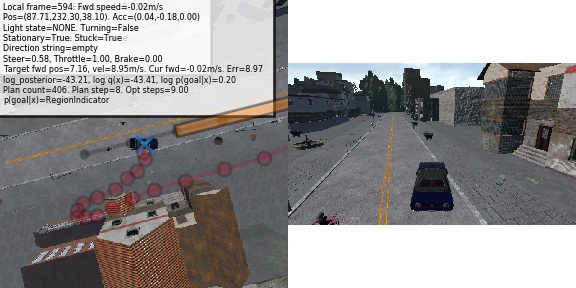 Local frame=594. Fwd speed=-0.02m/s
Pos=(87.71,232.30,38.10). Acc=(0.04,-0.18,0.00)
Light state=NONE. Turning=False
Stationary=True. Stuck=True
Direction string=empty
Steer=0.58, Throttle=1.00, Brake=0.00
Target fwd pos=7.16, vel=8.95m/s. Cur fwd=-0.02m/s. Err=8.97
log_posterior=-43.21, log q(x)=-43.41, log p(goal|x)=0.20
Plan count=406. Plan step=8. Opt steps=9.00
p(goal|x)=RegionIndicator